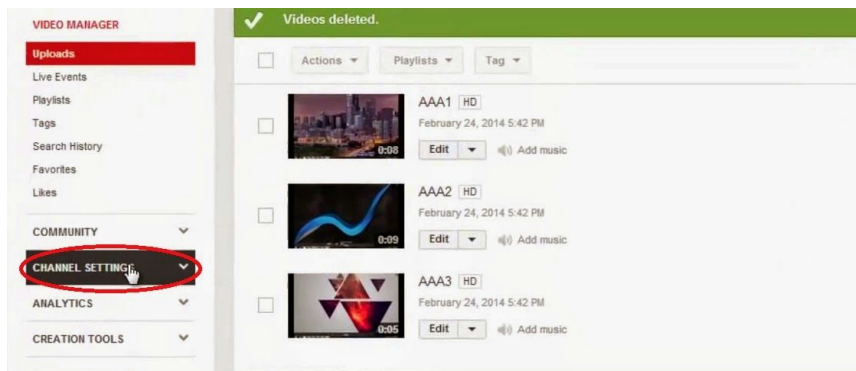 VIDEO MANAGER
Uploads
Live Events
Playlists
Tags
Search History
Favorites
Likes
COMMUNITY
CHANNEL SETTINGS
ANALYTICS
CREATION TOOLS
Videos deleted.
Actions Playlists Tag
AAA1 HD
February 24, 2014 5:42 PM
0:08
Edit Add music
AAA2 HD
February 24, 2014 5:42 PM
0:09
Edit Add music
AAA3 HD
February 24, 2014 5:42 PM
0:05
Edit Add music